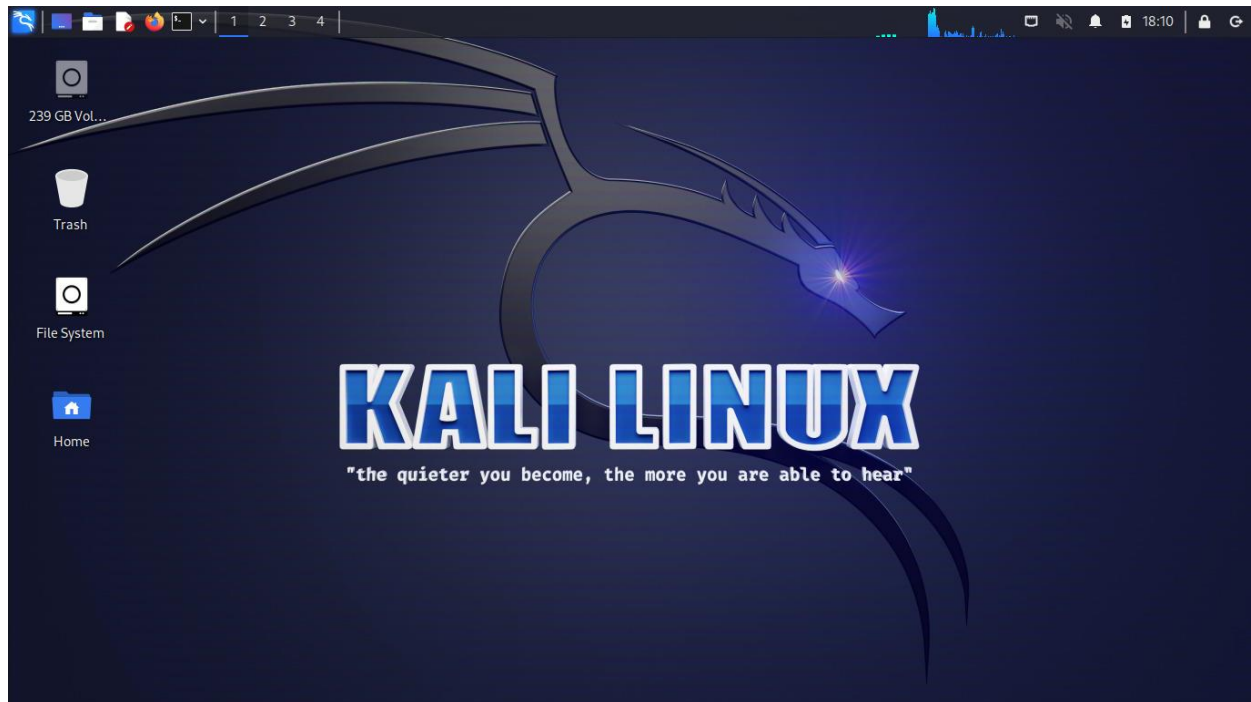 1 2 3 4 18:10
239 GB Vol...
Trash
File System
Home
KALI LINUX
"the quieter you become, the more you are able to hear"